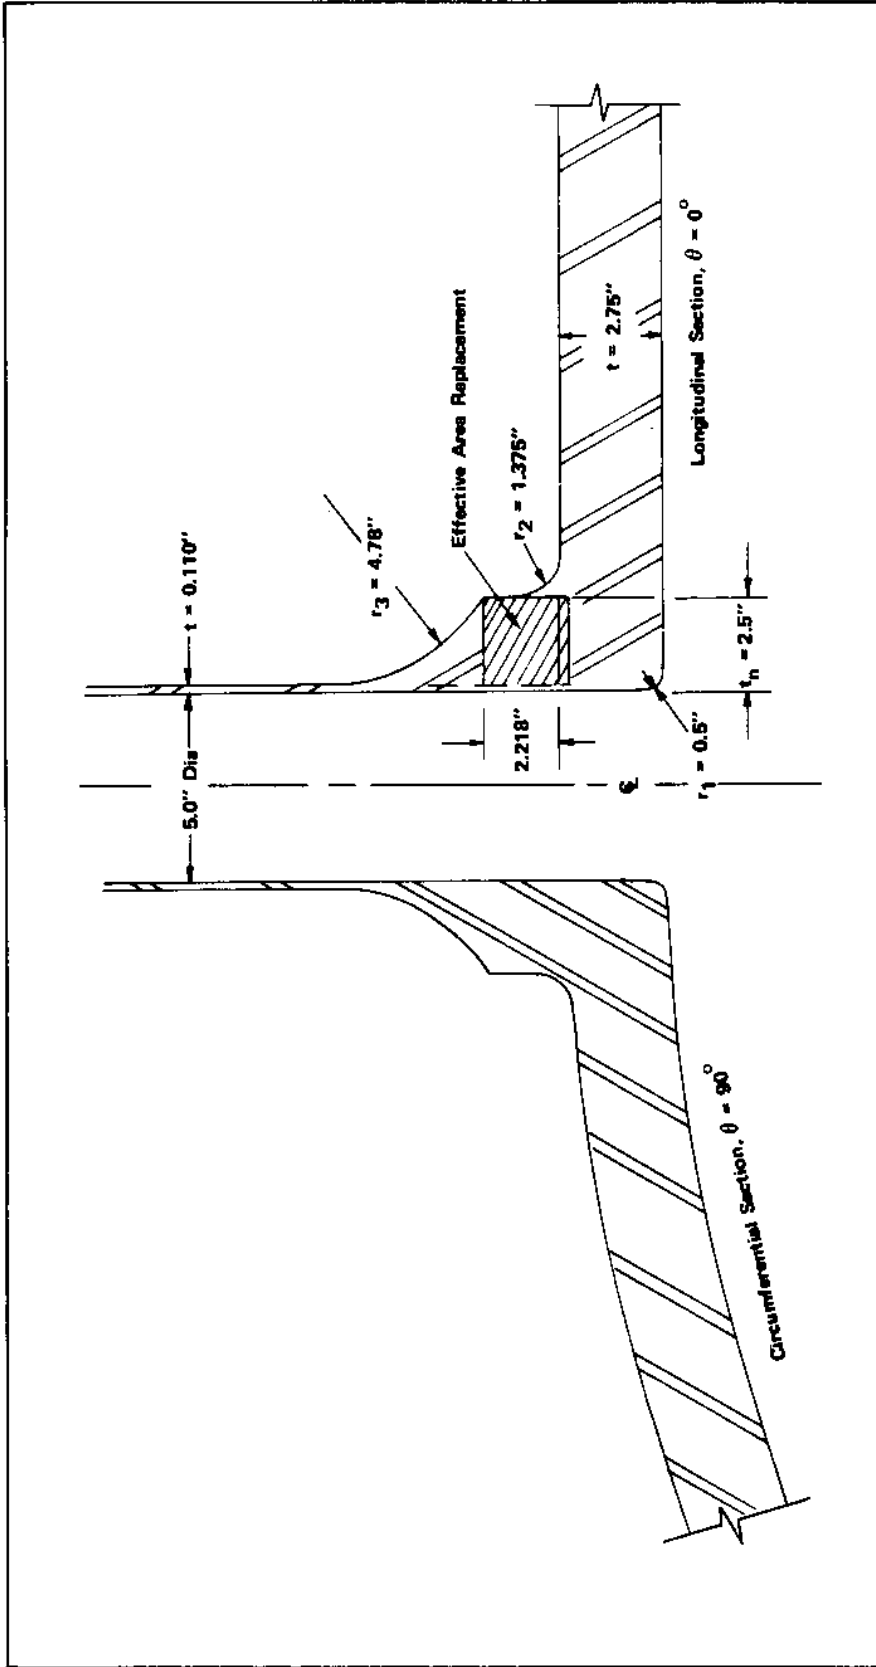 t = 0.110″
5.0″ Dia
r3 = 4.78″
Effective Area Replacement
r2 = 1.375″
2.218″
t = 2.75″
tn = 2.5″
r1 = 0.5″
℄
Longitudinal Section, θ = 0°
Circumferential Section, θ = 90°